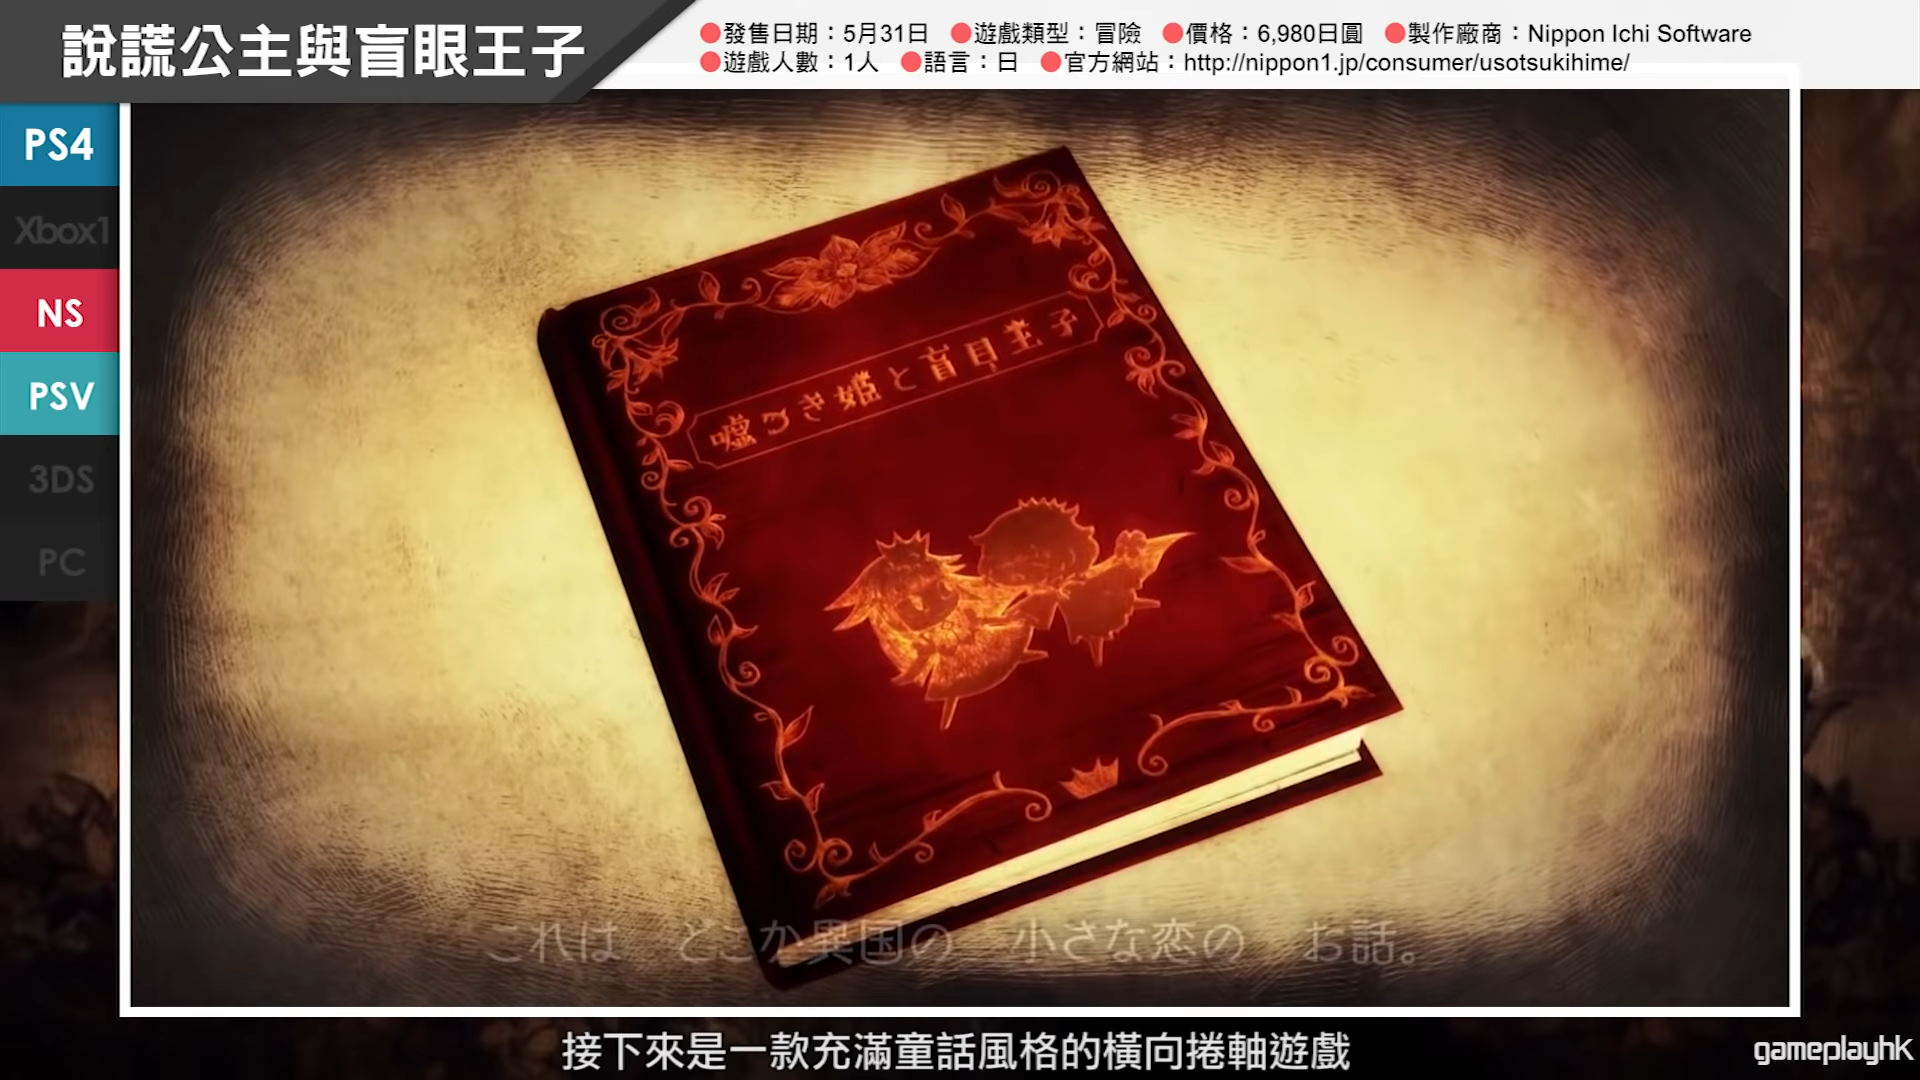 說謊公主與盲眼王子
●發售日期：5月31日 ●遊戲類型：冒險 ●價格：6,980日圓 ●製作廠商：Nippon Ichi Software
●遊戲人數：1人 ●語言：日 ●官方網站：http://nippon1.jp/consumer/usotsukihime/
PS4
Xbox1
NS
PSV
3DS
PC
嘘つき姫と盲目王子
これは どこか異国の 小さな恋の お話。
接下來是一款充滿童話風格的橫向捲軸遊戲
gameplayhk